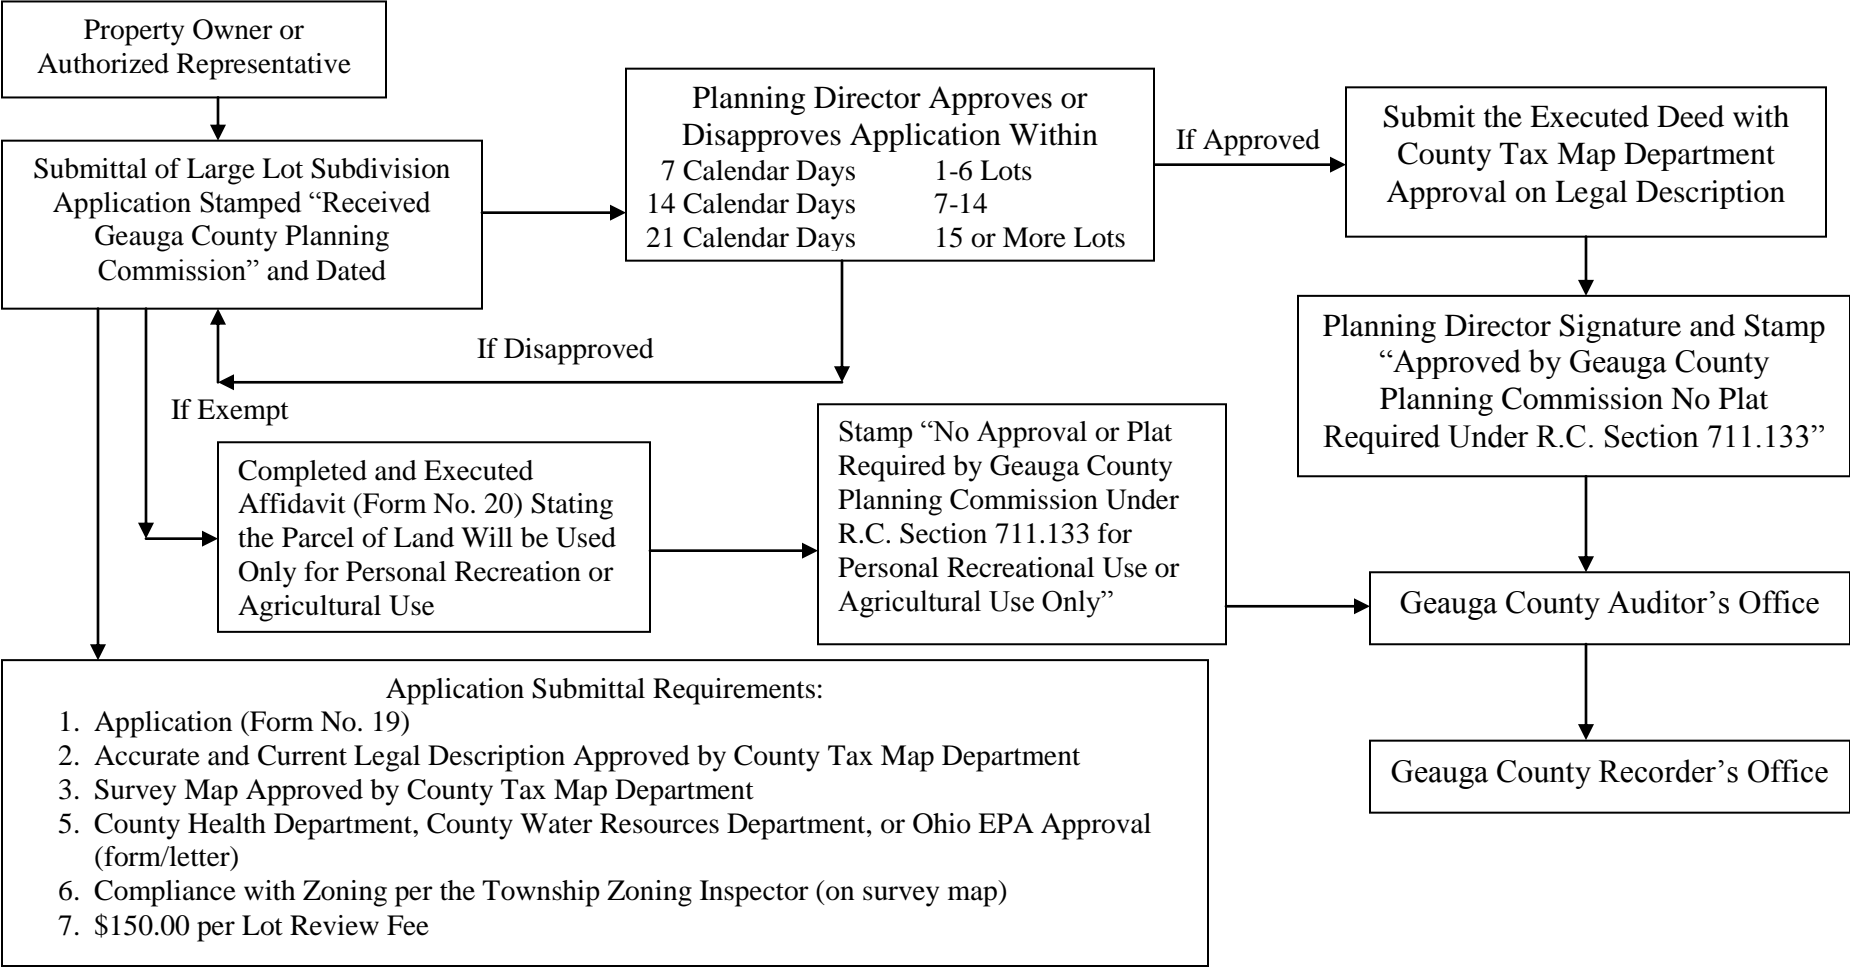 Property Owner or
Authorized Representative
Submittal of Large Lot Subdivision
Application Stamped “Received
Geauga County Planning
Commission” and Dated
Planning Director Approves or
Disapproves Application Within
7 Calendar Days 1-6 Lots
14 Calendar Days 7-14
21 Calendar Days 15 or More Lots
If Approved
Submit the Executed Deed with
County Tax Map Department
Approval on Legal Description
Planning Director Signature and Stamp
“Approved by Geauga County
Planning Commission No Plat
Required Under R.C. Section 711.133”
If Disapproved
If Exempt
Completed and Executed
Affidavit (Form No. 20) Stating
the Parcel of Land Will be Used
Only for Personal Recreation or
Agricultural Use
Stamp “No Approval or Plat
Required by Geauga County
Planning Commission Under
R.C. Section 711.133 for
Personal Recreational Use or
Agricultural Use Only”
Geauga County Auditor’s Office
Geauga County Recorder’s Office
Application Submittal Requirements:
1. Application (Form No. 19)
2. Accurate and Current Legal Description Approved by County Tax Map Department
3. Survey Map Approved by County Tax Map Department
5. County Health Department, County Water Resources Department, or Ohio EPA Approval
(form/letter)
6. Compliance with Zoning per the Township Zoning Inspector (on survey map)
7. $150.00 per Lot Review Fee